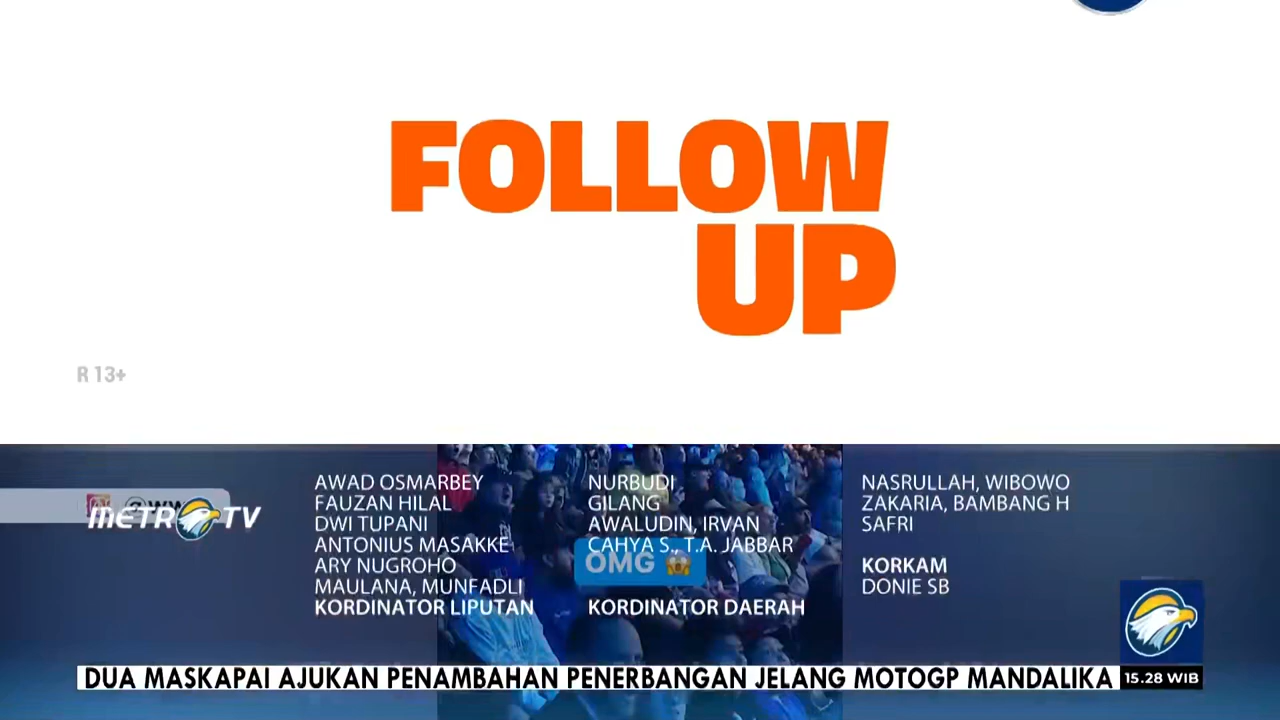 FOLLOW
UP
R 13+
METRO TV
AWAD OSMARBEY
FAUZAN HILAL
DWI TUPANI
ANTONIUS MASAKKE
ARY NUGROHO
MAULANA, MUNFADLI
KORDINATOR LIPUTAN
NURBUDI
GILANG
AWALUDIN, IRVAN
CAHYA S., T.A. JABBAR
OMG 😱
KORDINATOR DAERAH
NASRULLAH, WIBOWO
ZAKARIA, BAMBANG H
SAFRI
KORKAM
DONIE SB
DUA MASKAPAI AJUKAN PENAMBAHAN PENERBANGAN JELANG MOTOGP MANDALIKA
15.28 WIB